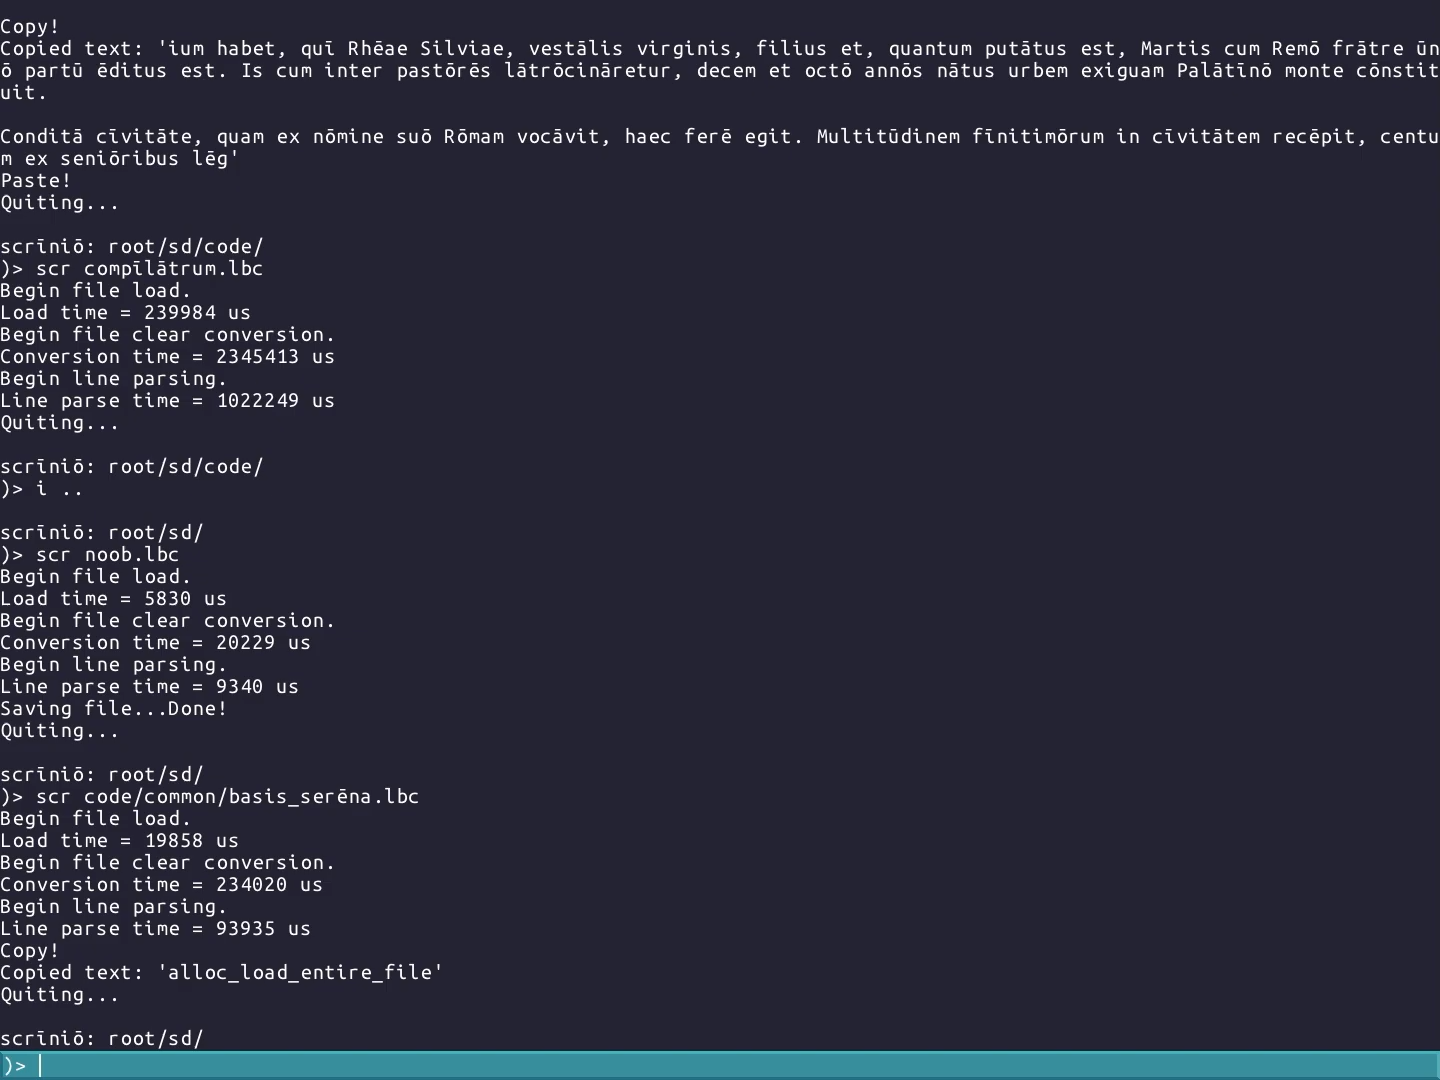 Copy!
Copied text: 'ium habet, quī Rhēae Silviae, vestālis virginis, filius et, quantum putātus est, Martis cum Remō frātre ūn
ō partū ēditus est. Is cum inter pastōrēs lātrōcināretur, decem et octō annōs nātus urbem exiguam Palātīnō monte cōnstit
uit.

Conditā cīvitāte, quam ex nōmine suō Rōmam vocāvit, haec ferē egit. Multitūdinem fīnitimōrum in cīvitātem recēpit, centu
m ex seniōribus lēg'
Paste!
Quiting...

scrīniō: root/sd/code/
)> scr compīlātrum.lbc
Begin file load.
Load time = 239984 us
Begin file clear conversion.
Conversion time = 2345413 us
Begin line parsing.
Line parse time = 1022249 us
Quiting...

scrīniō: root/sd/code/
)> i ..

scrīniō: root/sd/
)> scr noob.lbc
Begin file load.
Load time = 5830 us
Begin file clear conversion.
Conversion time = 20229 us
Begin line parsing.
Line parse time = 9340 us
Saving file...Done!
Quiting...

scrīniō: root/sd/
)> scr code/common/basis_serēna.lbc
Begin file load.
Load time = 19858 us
Begin file clear conversion.
Conversion time = 234020 us
Begin line parsing.
Line parse time = 93935 us
Copy!
Copied text: 'alloc_load_entire_file'
Quiting...

scrīniō: root/sd/
)>